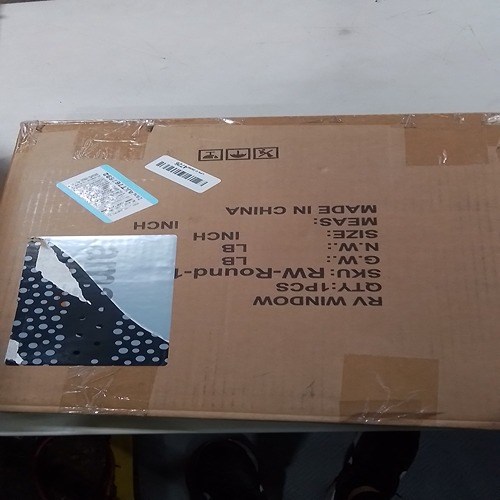 RV WINDOW
QTY:1PCS
SKU: RW-Round-1
G.W.: LB
N.W.: LB
SIZE: INCH
MEAS: INCH
MADE IN CHINA